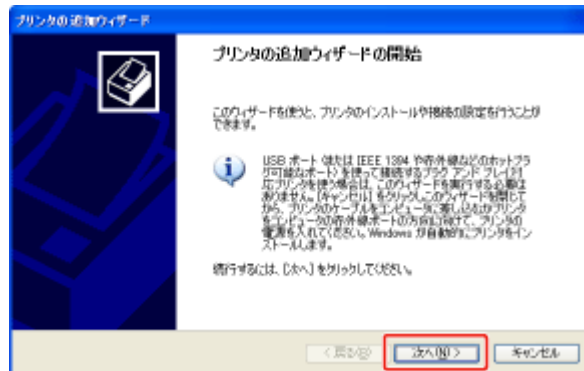 プリンタの追加ウィザード
プリンタの追加ウィザードの開始
このウィザードを使うと、プリンタのインストールや接続の設定を行うことが
できます。
USB ポート (または IEEE 1394 や赤外線などのホットプラ
グ可能なポート) を使って接続するプラグ アンド プレイ対
応プリンタを使う場合は、このウィザードを実行する必要は
ありません。[キャンセル] をクリックしこのウィザードを閉じて
から、プリンタのケーブルをコンピュータに差し込むかプリンタ
をコンピュータの赤外線ポートの方向に向けて、プリンタの
電源を入れてください。Windows が自動的にプリンタをイン
ストールします。
続行するには、[次へ] をクリックしてください。
< 戻る(B)
次へ(N) >
キャンセル